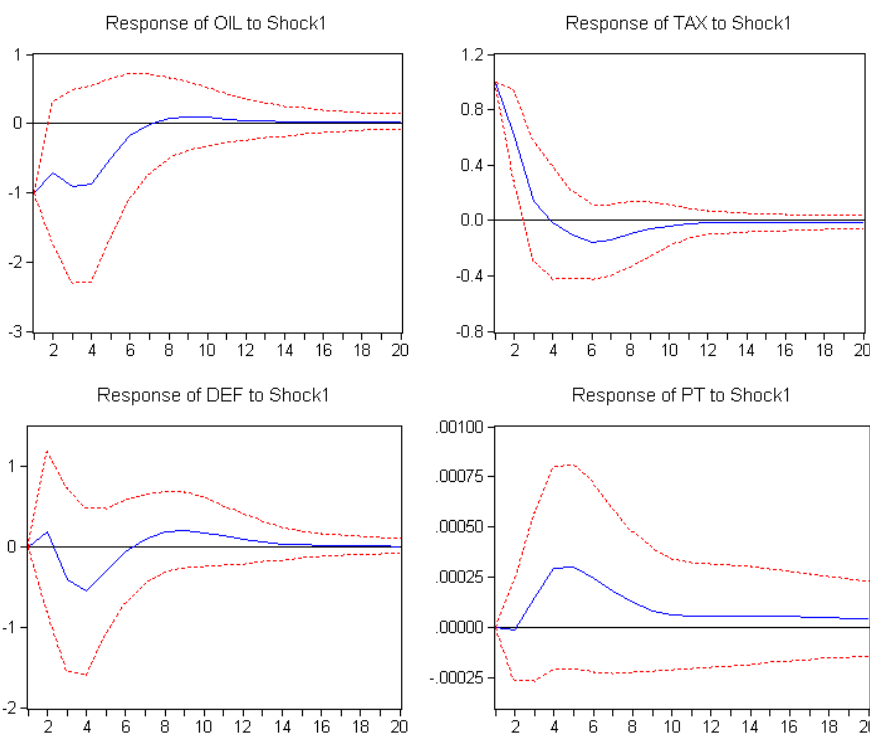 Response of OIL to Shock1
1
0
-1
-2
-3
2 4 6 8 10 12 14 16 18 20
Response of TAX to Shock1
1.2
0.8
0.4
0.0
-0.4
-0.8
2 4 6 8 10 12 14 16 18 20
Response of DEF to Shock1
1
0
-1
-2
2 4 6 8 10 12 14 16 18 20
Response of PT to Shock1
.00100
.00075
.00050
.00025
.00000
-.00025
2 4 6 8 10 12 14 16 18 20